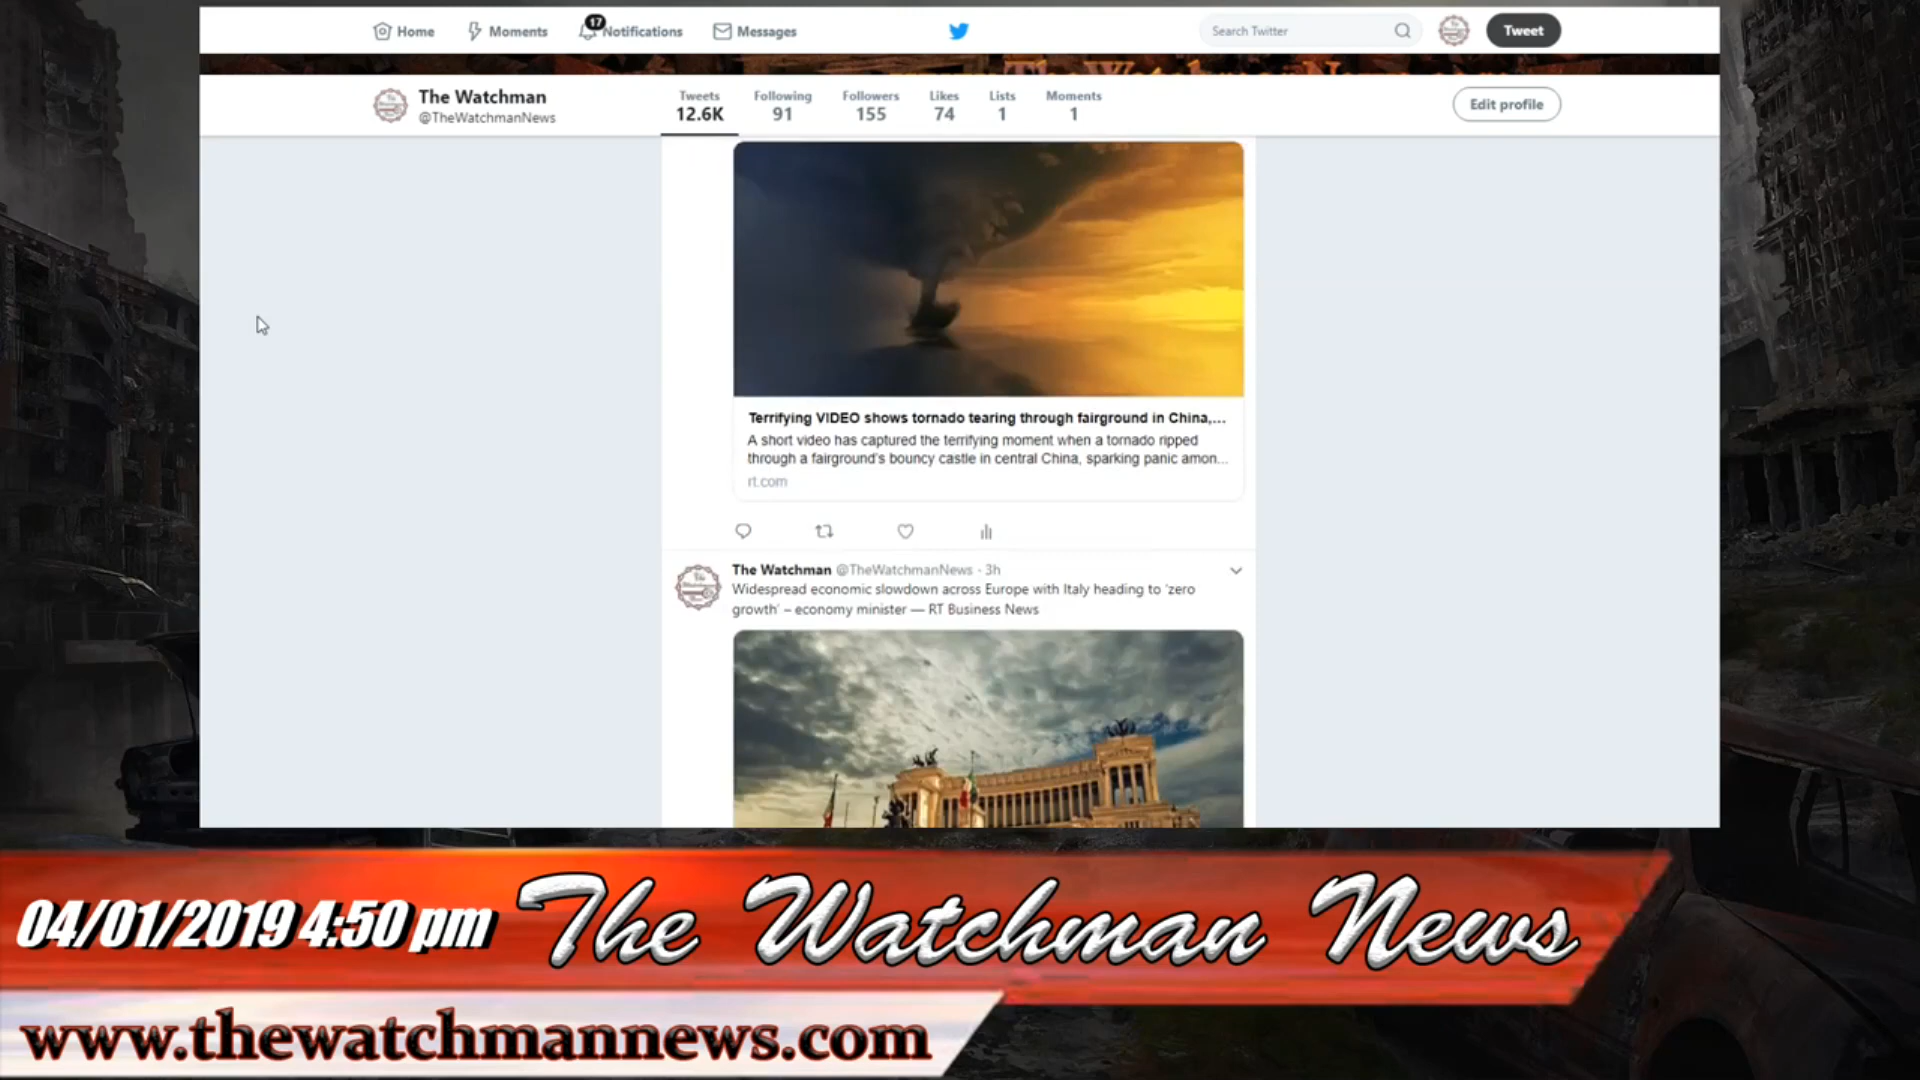 Home
Moments
17
Notifications
Messages
Search Twitter
Tweet
The Watchman
@TheWatchmanNews
Tweets
12.6K
Following
91
Followers
155
Likes
74
Lists
1
Moments
1
Edit profile
Terrifying VIDEO shows tornado tearing through fairground in China,...
A short video has captured the terrifying moment when a tornado ripped
through a fairground's bouncy castle in central China, sparking panic amon...
rt.com
The Watchman @TheWatchmanNews · 3h
Widespread economic slowdown across Europe with Italy heading to 'zero
growth' – economy minister — RT Business News
04/01/2019 4:50 pm
The Watchman News
www.thewatchmannews.com